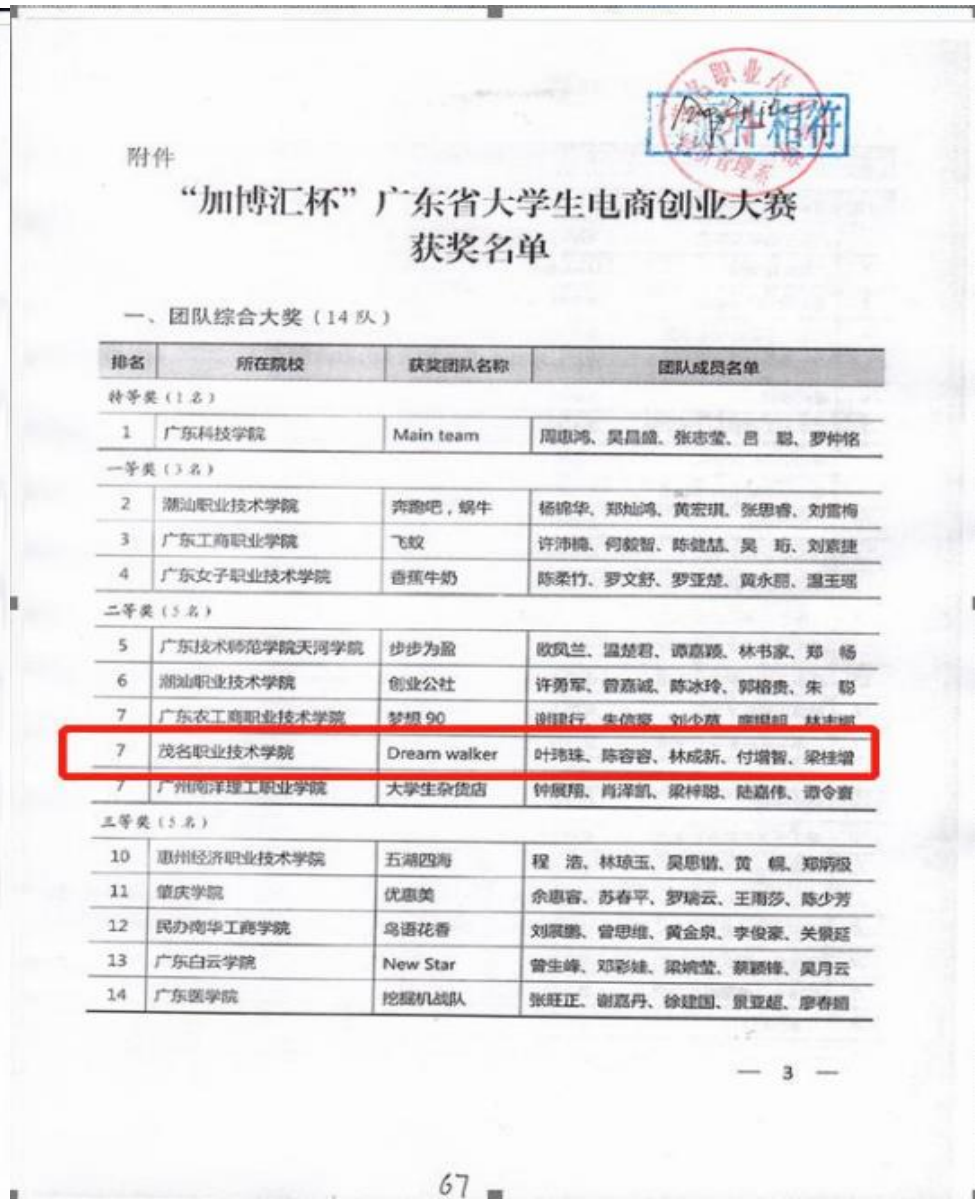 附件
“加博汇杯”广东省大学生电商创业大赛
获奖名单
一、团队综合大奖（14 队）
排名 所在院校 获奖团队名称 团队成员名单
特等奖（1 名）
1 广东科技学院 Main team 周惠鸿、吴昌盛、张志莹、吕 聪、罗仲铭
一等奖（3 名）
2 潮汕职业技术学院 奔跑吧，蜗牛 杨锦华、郑灿鸿、黄宏琪、张思睿、刘雪梅
3 广东工商职业学院 飞蚁 许沛楠、何毅智、陈健喆、吴 珩、刘嘉捷
4 广东女子职业技术学院 香蕉牛奶 陈柔竹、罗文舒、罗亚楚、黄永丽、温玉瑶
二等奖（5 名）
5 广东技术师范学院天河学院 步步为盈 欧凤兰、温楚君、谭嘉颖、林书家、郑 杨
6 潮汕职业技术学院 创业公社 许勇军、曾嘉诚、陈冰玲、郭榕贵、朱 聪
7 广东农工商职业技术学院 梦想 90 谢建行、朱信豪
7 茂名职业技术学院 Dream walker 叶玮珠、陈容容、林成新、付增智、梁桂增
7 广州南洋理工职业学院 大学生杂货店 钟展翔、肖泽凯、梁梓聪、陆嘉伟
三等奖（5 名）
10 惠州经济职业技术学院 五湖四海 程 浩、林琼玉、吴思锴、黄 帼
11 肇庆学院 优惠美 余惠容、苏春平、罗瑞云、王雨莎、陈少芳
12 民办南华工商学院 鸟语花香 刘展鹏、曾思维、黄金泉、李俊豪、关景延
13 广东白云学院 New Star 曾生峰、邓彩娃、梁婉莹、蔡颖锋、吴月云
14 广东医学院 挖掘机战队 张旺正、谢嘉丹、徐建国、景亚超
— 3 —
67